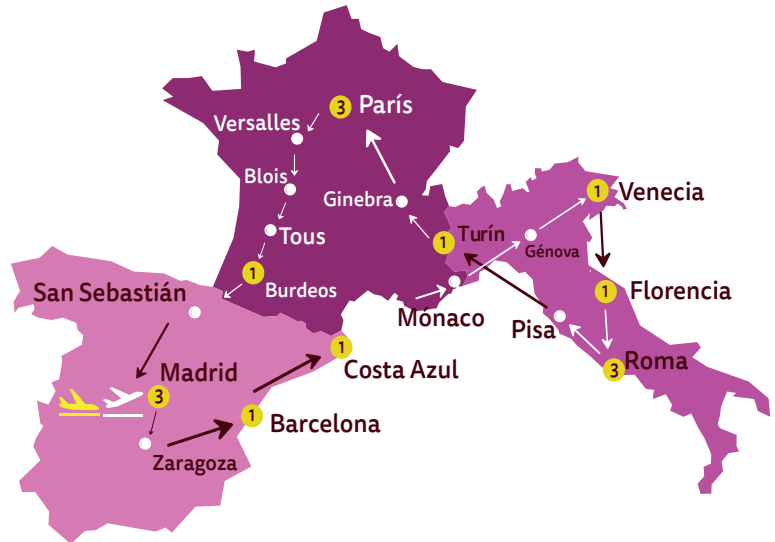 3 París
Versalles
Blois
Ginebra
1 Venecia
Tous
1 Turín
Génova
1 Burdeos
San Sebastián
1 Florencia
Mónaco
Pisa
1 Costa Azul
3 Roma
3 Madrid
1 Barcelona
Zaragoza